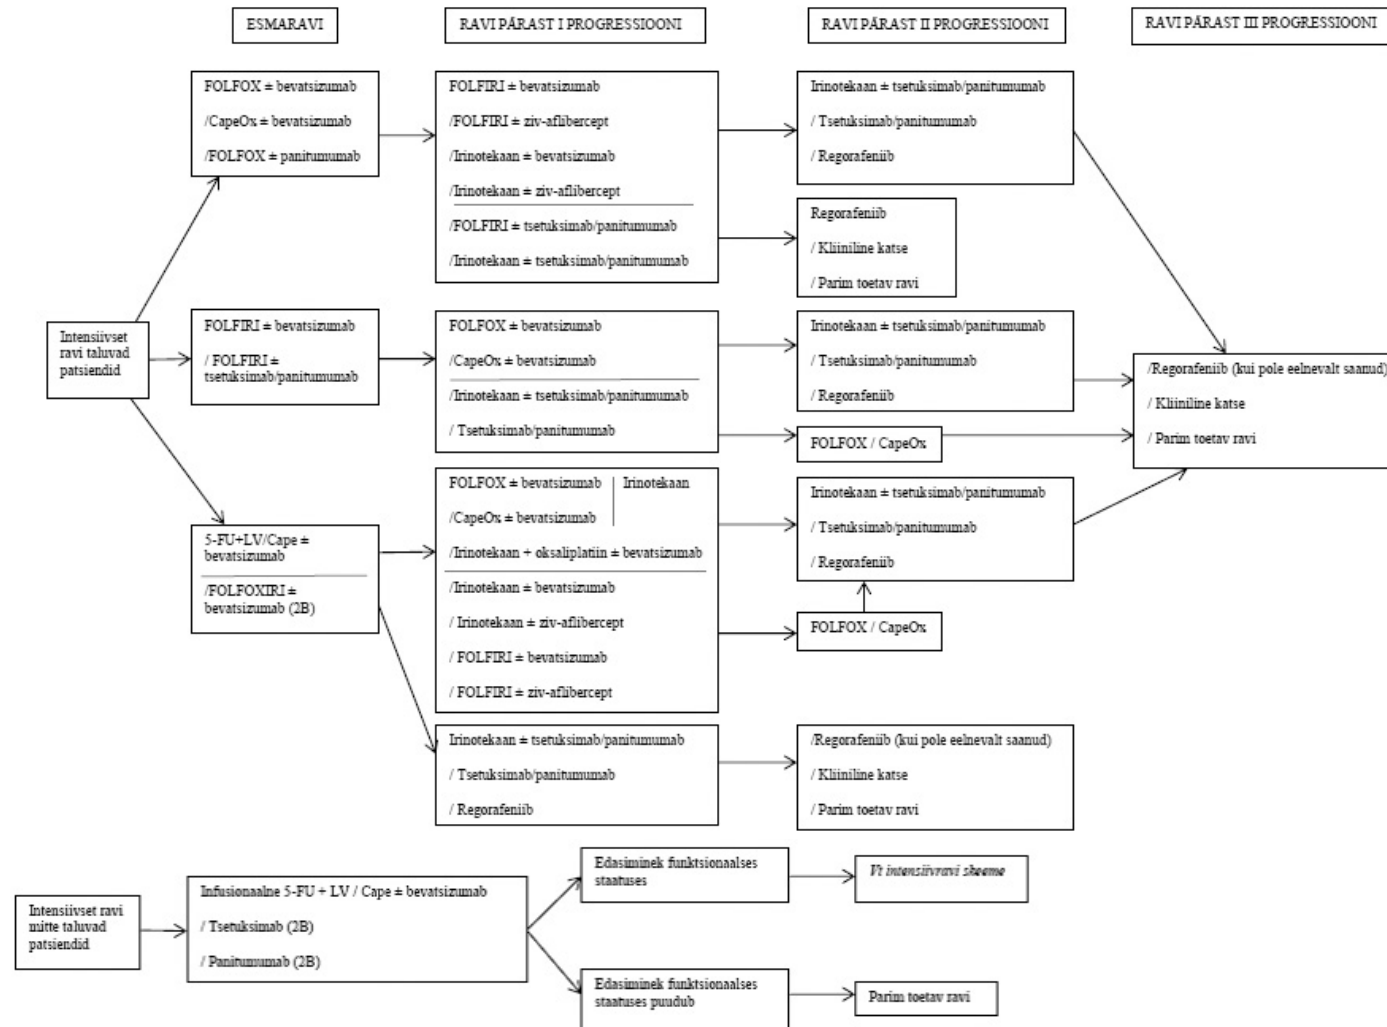 ESMARAVI
RAVI PÄRAST I PROGRESSIOONI
RAVI PÄRAST II PROGRESSIOONI
RAVI PÄRAST III PROGRESSIOONI
FOLFOX ± bevatsizumab
/CapeOx ± bevatsizumab
/FOLFOX ± panitumumab
FOLFIRI ± bevatsizumab
/FOLFIRI ± ziv-aflibercept
/Irinotekaan ± bevatsizumab
/Irinotekaan ± ziv-aflibercept
/FOLFIRI ± tsetuksimab/panitumumab
/Irinotekaan ± tsetuksimab/panitumumab
Irinotekaan ± tsetuksimab/panitumumab
/ Tsetuksimab/panitumumab
/ Regorafeniib
Regorafeniib
/ Kliiniline katse
/ Parim toetav ravi
Intensiivset
ravi taluvad
patsiendid
FOLFIRI ± bevatsizumab
/ FOLFIRI ±
tsetuksimab/panitumumab
FOLFOX ± bevatsizumab
/CapeOx ± bevatsizumab
/Irinotekaan ± tsetuksimab/panitumumab
/ Tsetuksimab/panitumumab
Irinotekaan ± tsetuksimab/panitumumab
/ Tsetuksimab/panitumumab
/ Regorafeniib
FOLFOX / CapeOx
/Regorafeniib (kui pole eelnevalt saanud)
/ Kliiniline katse
/ Parim toetav ravi
5-FU+LV/Cape ±
bevatsizumab
/FOLFOXIRI ±
bevatsizumab (2B)
FOLFOX ± bevatsizumab
Irinotekaan
/CapeOx ± bevatsizumab
/Irinotekaan + oksaliplatiin ± bevatsizumab
/Irinotekaan ± bevatsizumab
/ Irinotekaan ± ziv-aflibercept
/ FOLFIRI ± bevatsizumab
/ FOLFIRI ± ziv-aflibercept
Irinotekaan ± tsetuksimab/panitumumab
/ Tsetuksimab/panitumumab
/ Regorafeniib
FOLFOX / CapeOx
Irinotekaan ± tsetuksimab/panitumumab
/ Tsetuksimab/panitumumab
/ Regorafeniib
/Regorafeniib (kui pole eelnevalt saanud)
/ Kliiniline katse
/ Parim toetav ravi
Intensiivset ravi
mitte taluvad
patsiendid
Infusionaalne 5-FU + LV / Cape ± bevatsizumab
/ Tsetuksimab (2B)
/ Panitumumab (2B)
Edasiminek funktsionaalses
staatuses
Vt intensiivravi skeeme
Edasiminek funktsionaalses
staatuses puudub
Parim toetav ravi